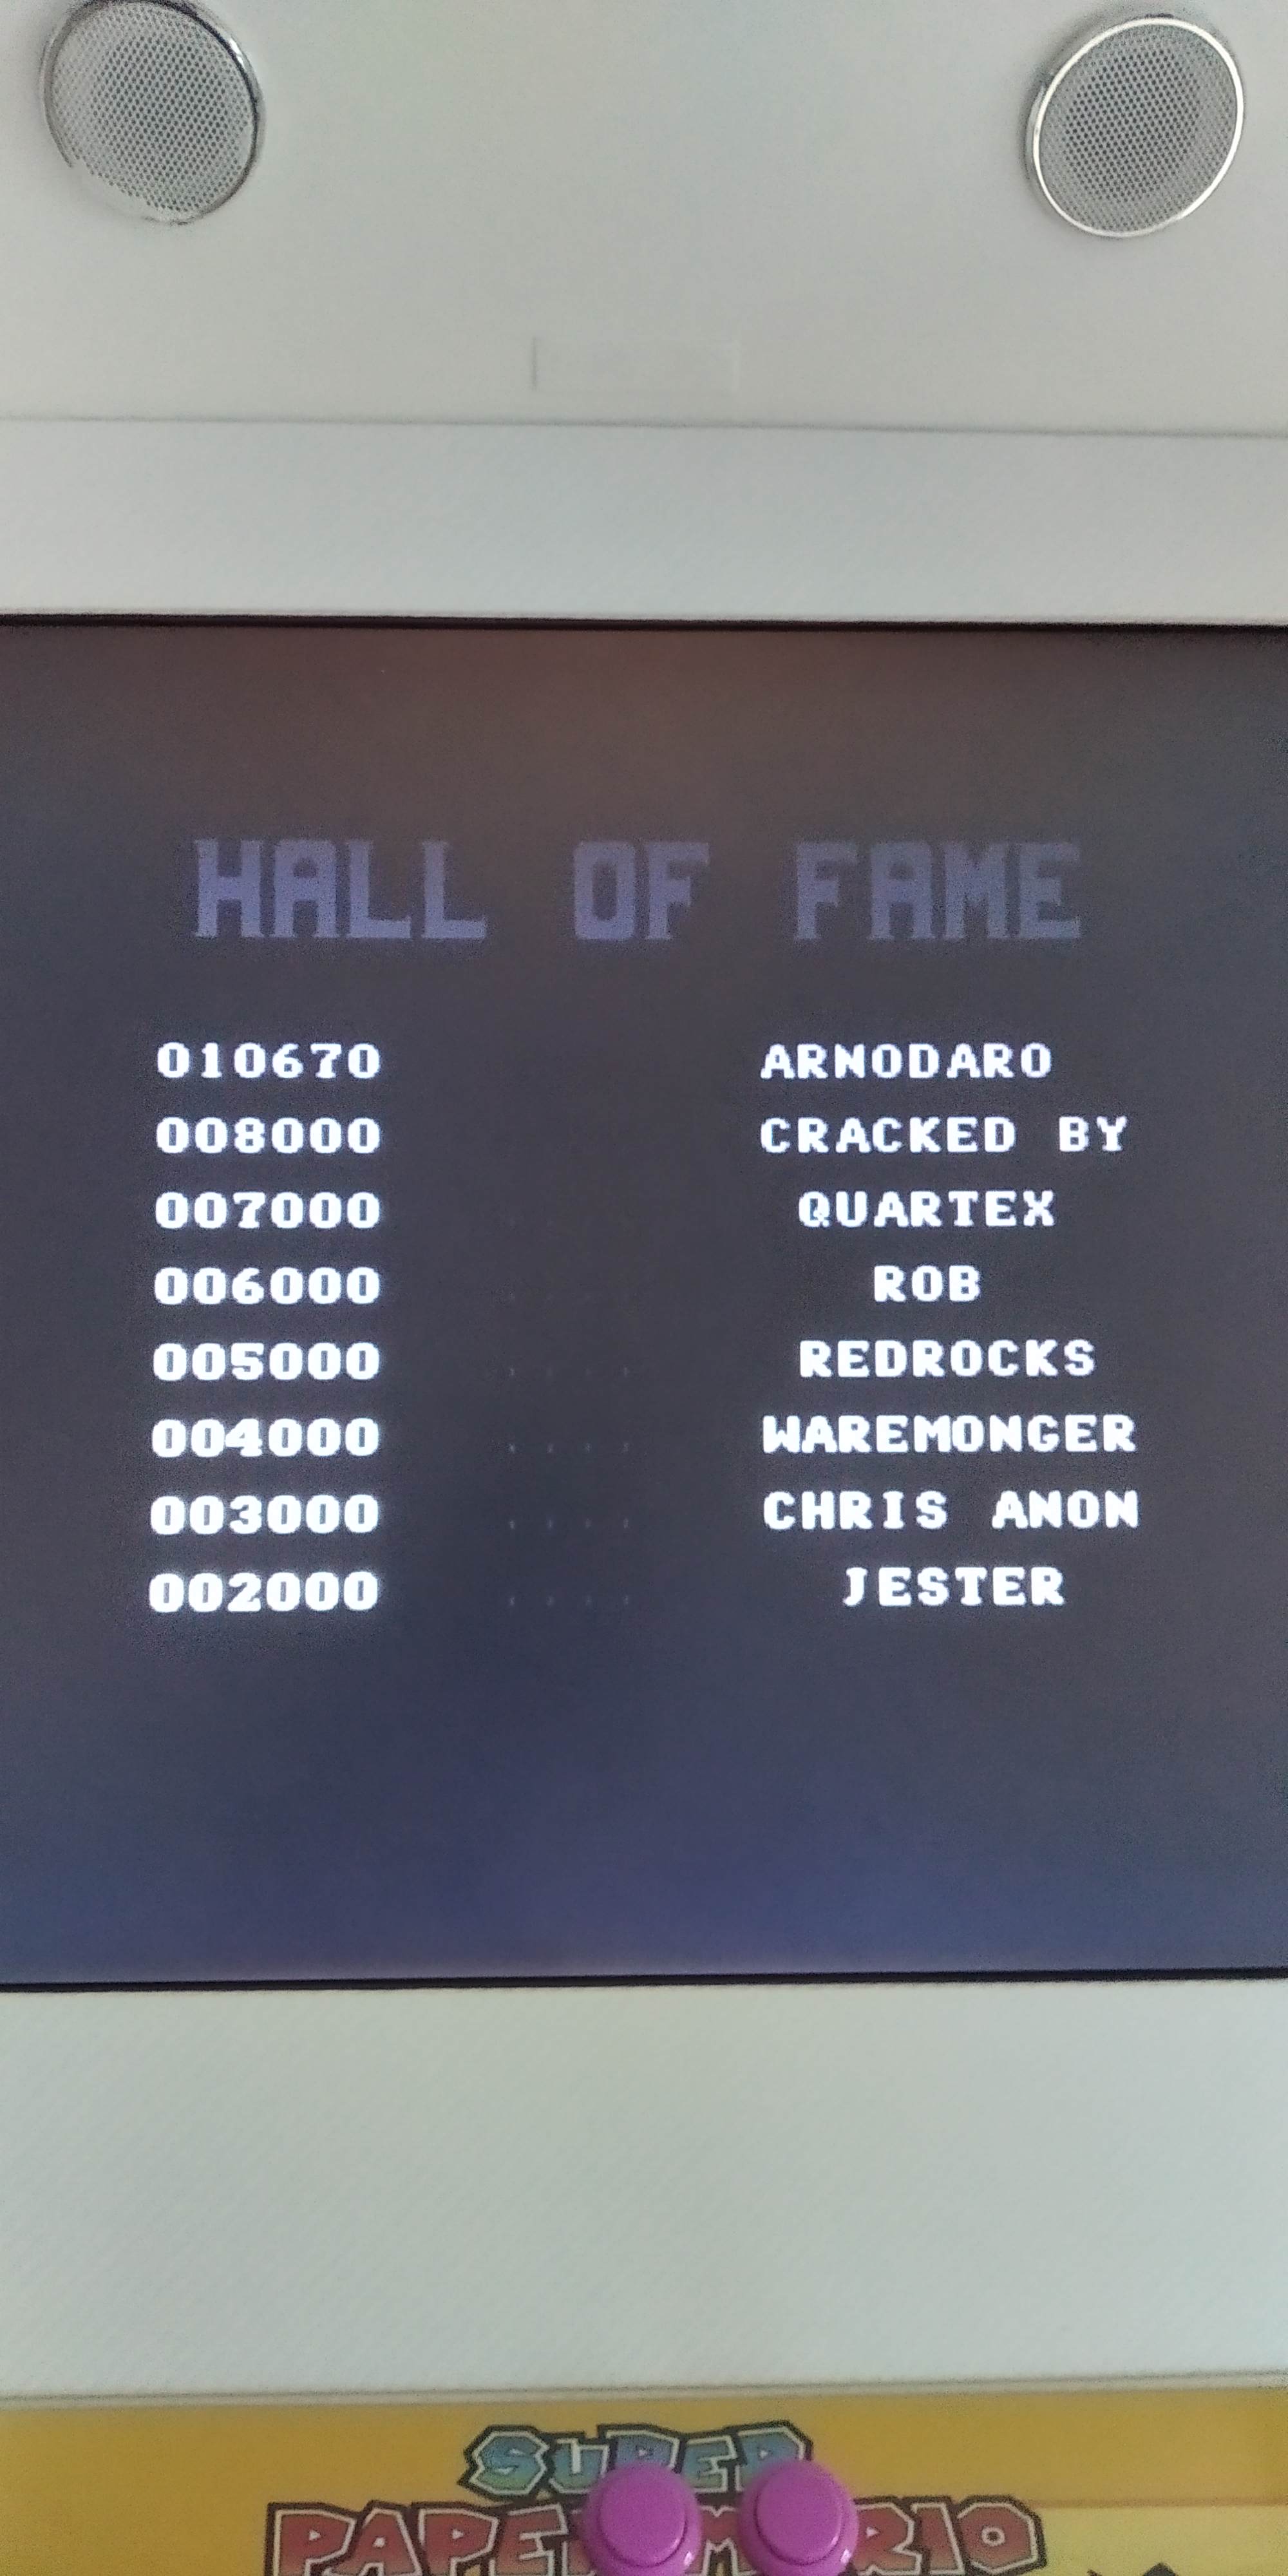 HALL OF FAME
010670 ARNODARO
008000 CRACKED BY
007000 QUARTEX
006000 ROB
005000 .... REDROCKS
004000 .... WAREMONGER
003000 .... CHRIS ANON
002000 .... JESTER
SUPER
PAPER MARIO